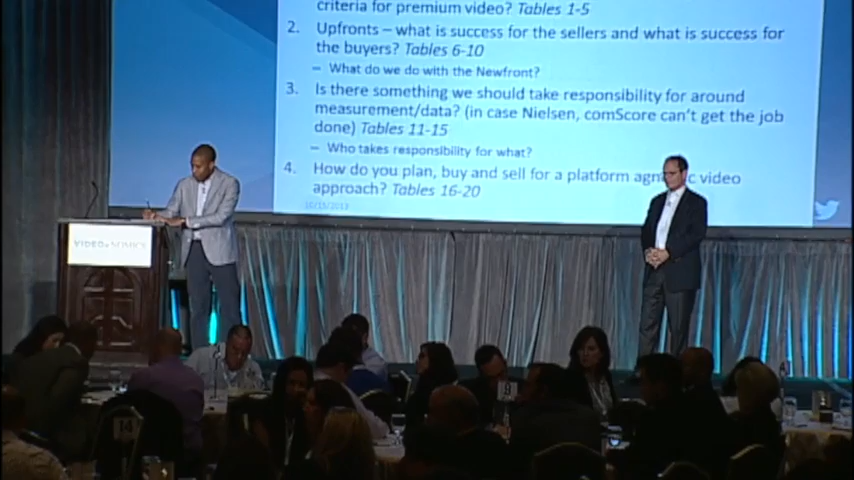 criteria for premium video? Tables 1-5
2. Upfronts – what is success for the sellers and what is success for
the buyers? Tables 6-10
– What do we do with the Newfront?
3. Is there something we should take responsibility for around
measurement/data? (in case Nielsen, comScore can't get the job
done) Tables 11-15
– Who takes responsibility for what?
4. How do you plan, buy and sell for a platform agn c video
approach? Tables 16-20
VIDEO
14
8